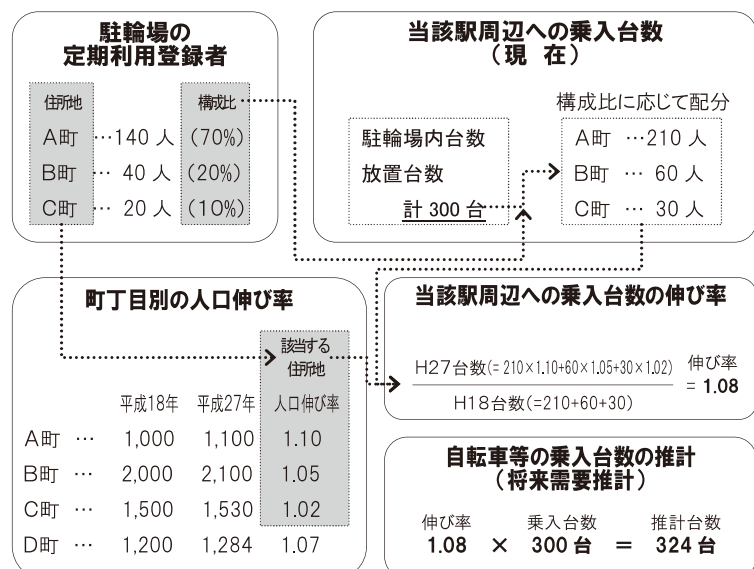 駐輪場の
定期利用登録者
住所地 構成比
A町 …140 人 (70%)
B町 … 40 人 (20%)
C町 … 20 人 (10%)
当該駅周辺への乗入台数
(現 在)
構成比に応じて配分
駐輪場内台数
放置台数
計 300 台
A町 …210 人
B町 … 60 人
C町 … 30 人
町丁目別の人口伸び率
該当する
住所地
平成18年 平成27年 人口伸び率
A町 … 1,000 1,100 1.10
B町 … 2,000 2,100 1.05
C町 … 1,500 1,530 1.02
D町 … 1,200 1,284 1.07
当該駅周辺への乗入台数の伸び率
H27台数(=210×1.10+60×1.05+30×1.02)
H18台数(=210+60+30)
伸び率
= 1.08
自転車等の乗入台数の推計
(将来需要推計)
伸び率 乗入台数 推計台数
1.08 × 300 台 = 324 台